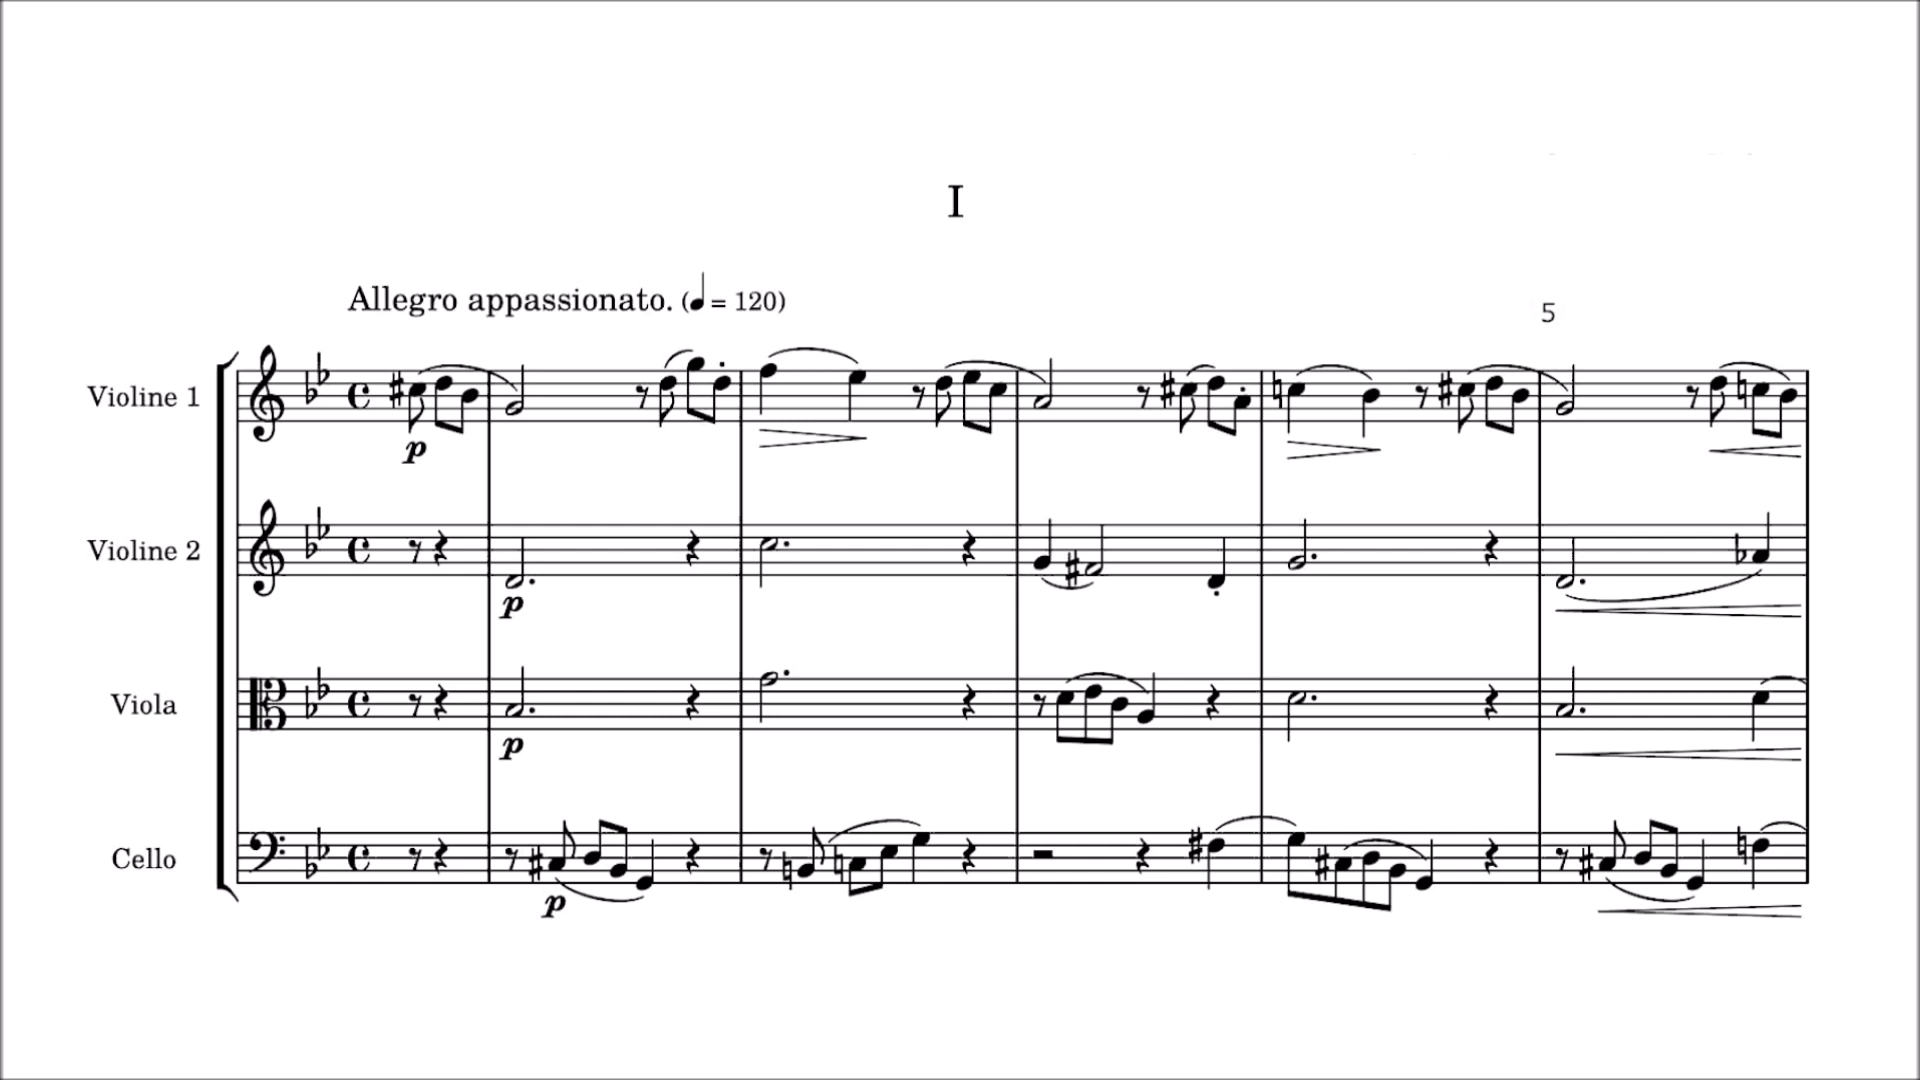 I
Allegro appassionato. (♩ = 120)
5
Violine 1
p
Violine 2
p
Viola
p
Cello
p